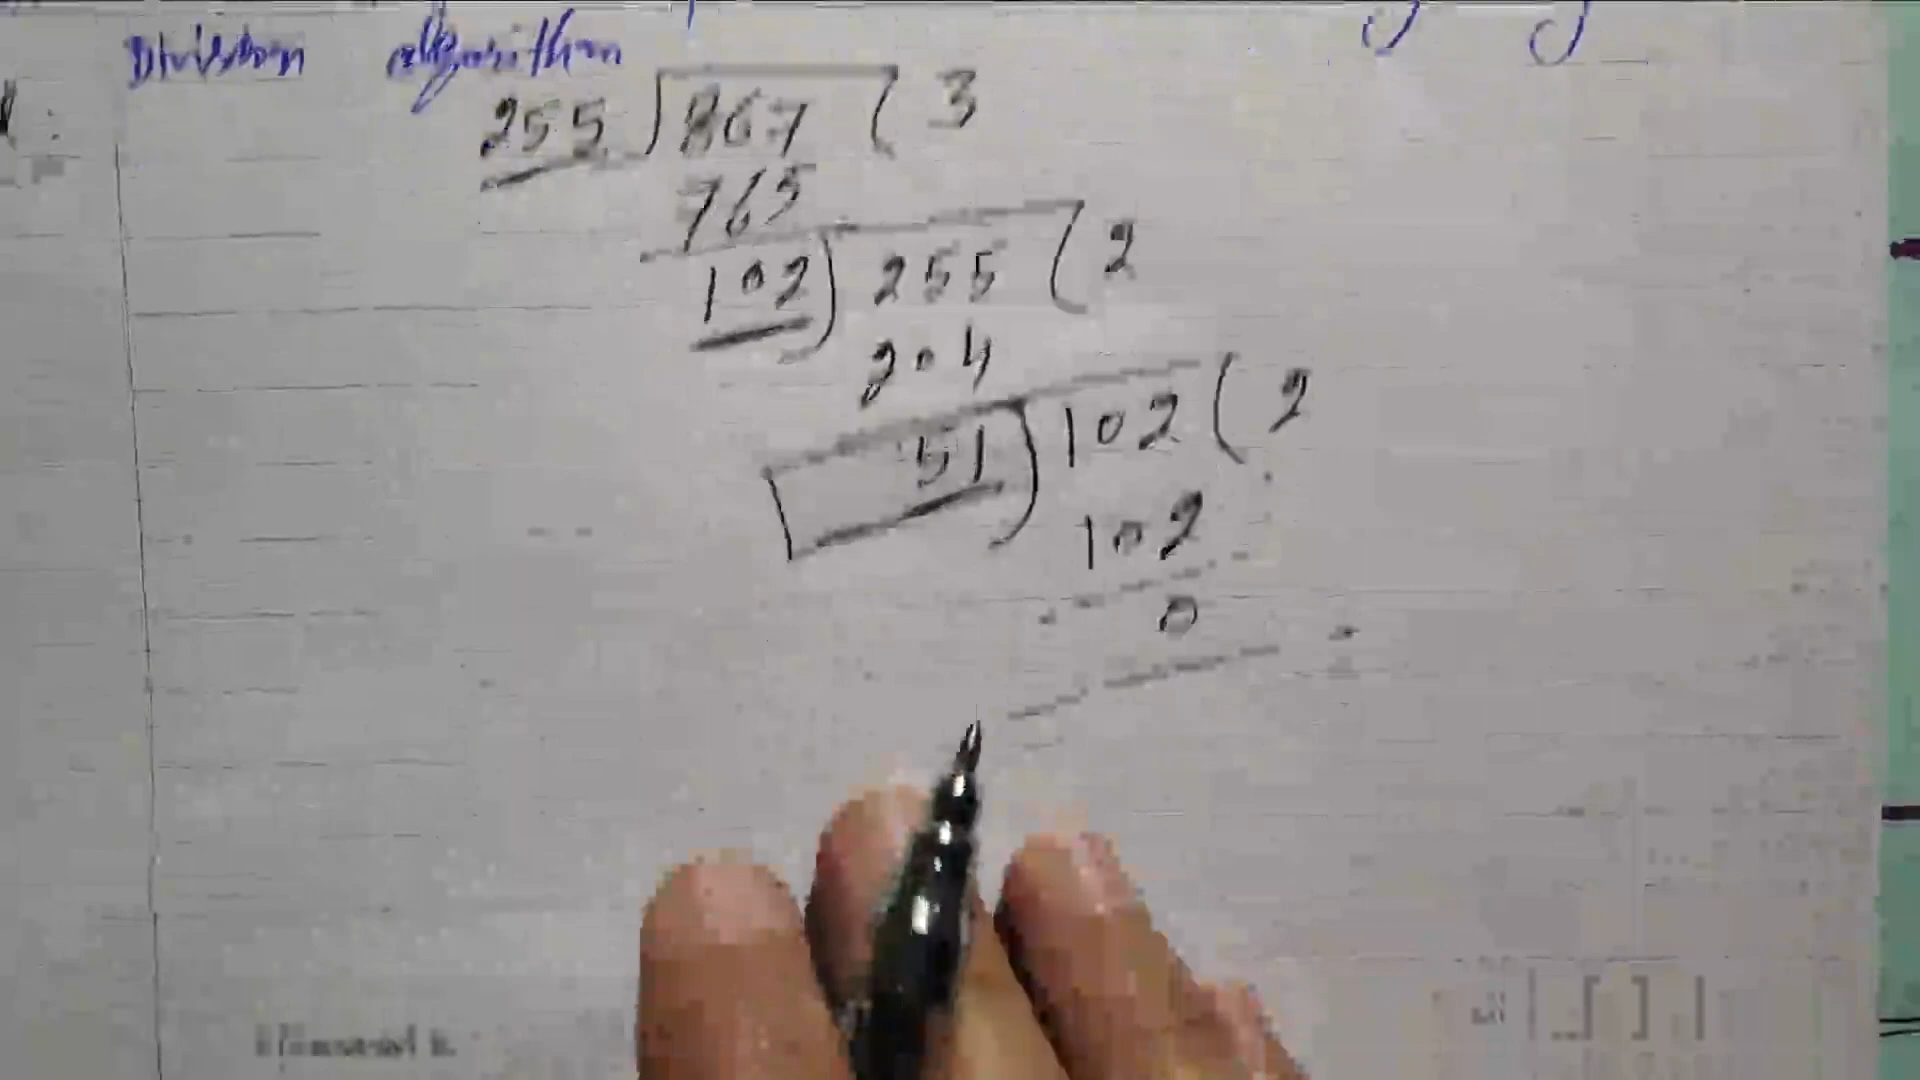 Division algorithm
255 ) 867 ( 3
765
102 ) 255 ( 2
204
51 ) 102 ( 2
102
0